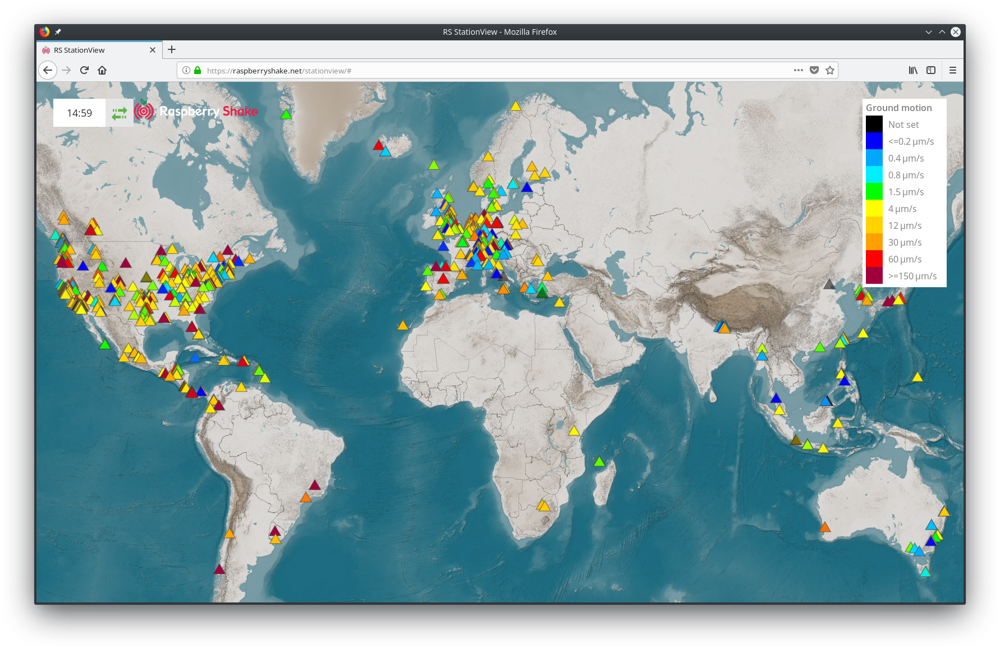 RS StationView - Mozilla Firefox
RS StationView
https://raspberryshake.net/stationview/#
14:59
Raspberry Shake
Ground motion
Not set
<=0.2 µm/s
0.4 µm/s
0.8 µm/s
1.5 µm/s
4 µm/s
12 µm/s
30 µm/s
60 µm/s
>=150 µm/s